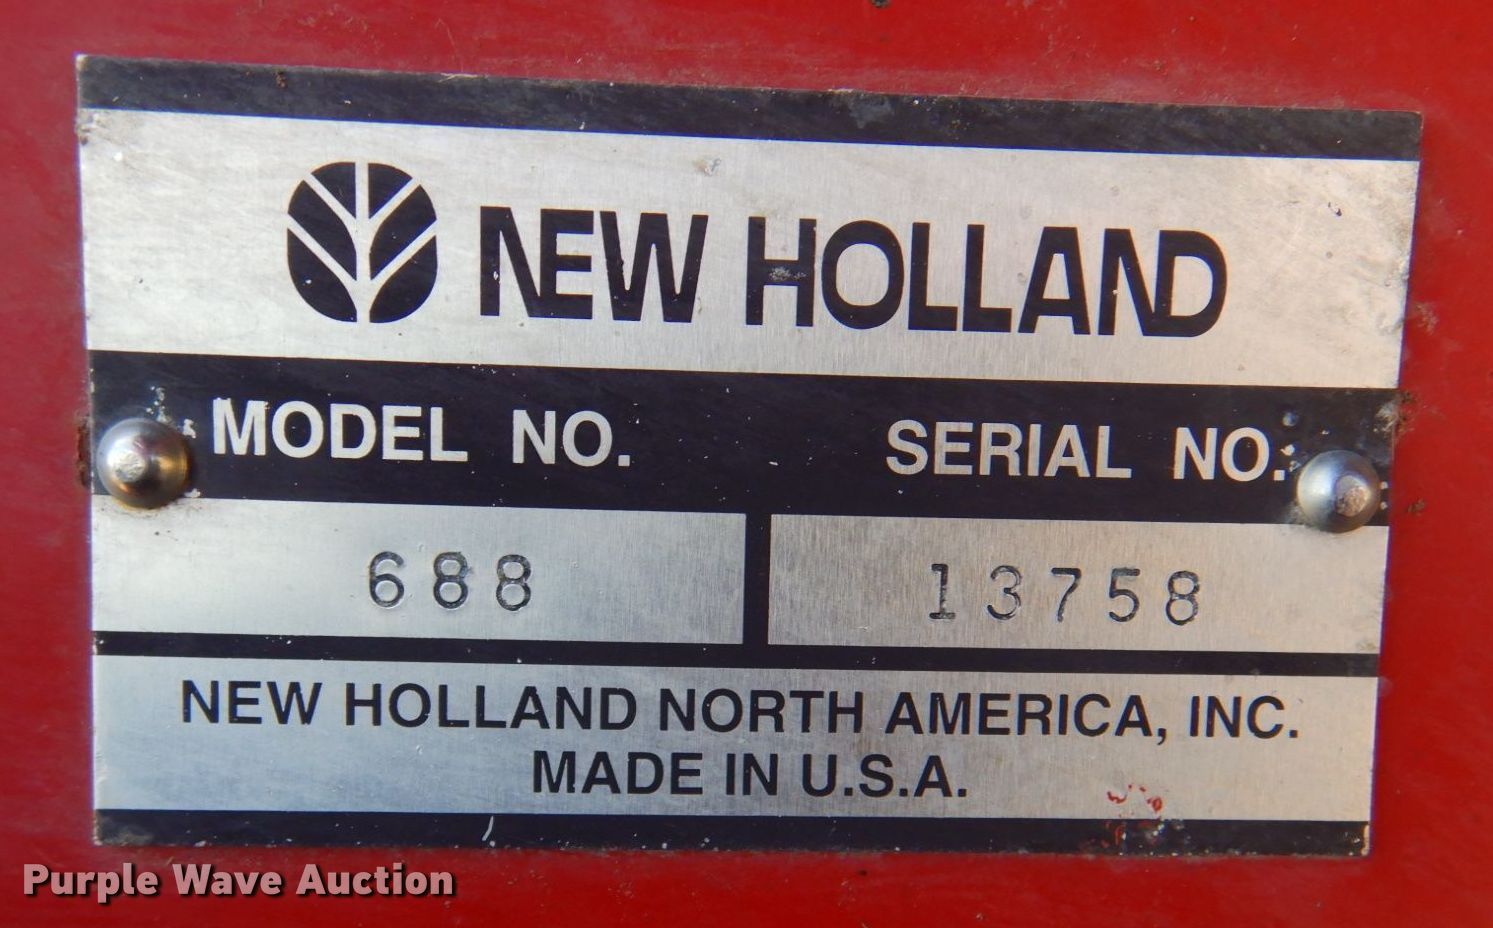 NEW HOLLAND
MODEL NO. SERIAL NO.
688 13758
NEW HOLLAND NORTH AMERICA, INC.
MADE IN U.S.A.
Purple Wave Auction